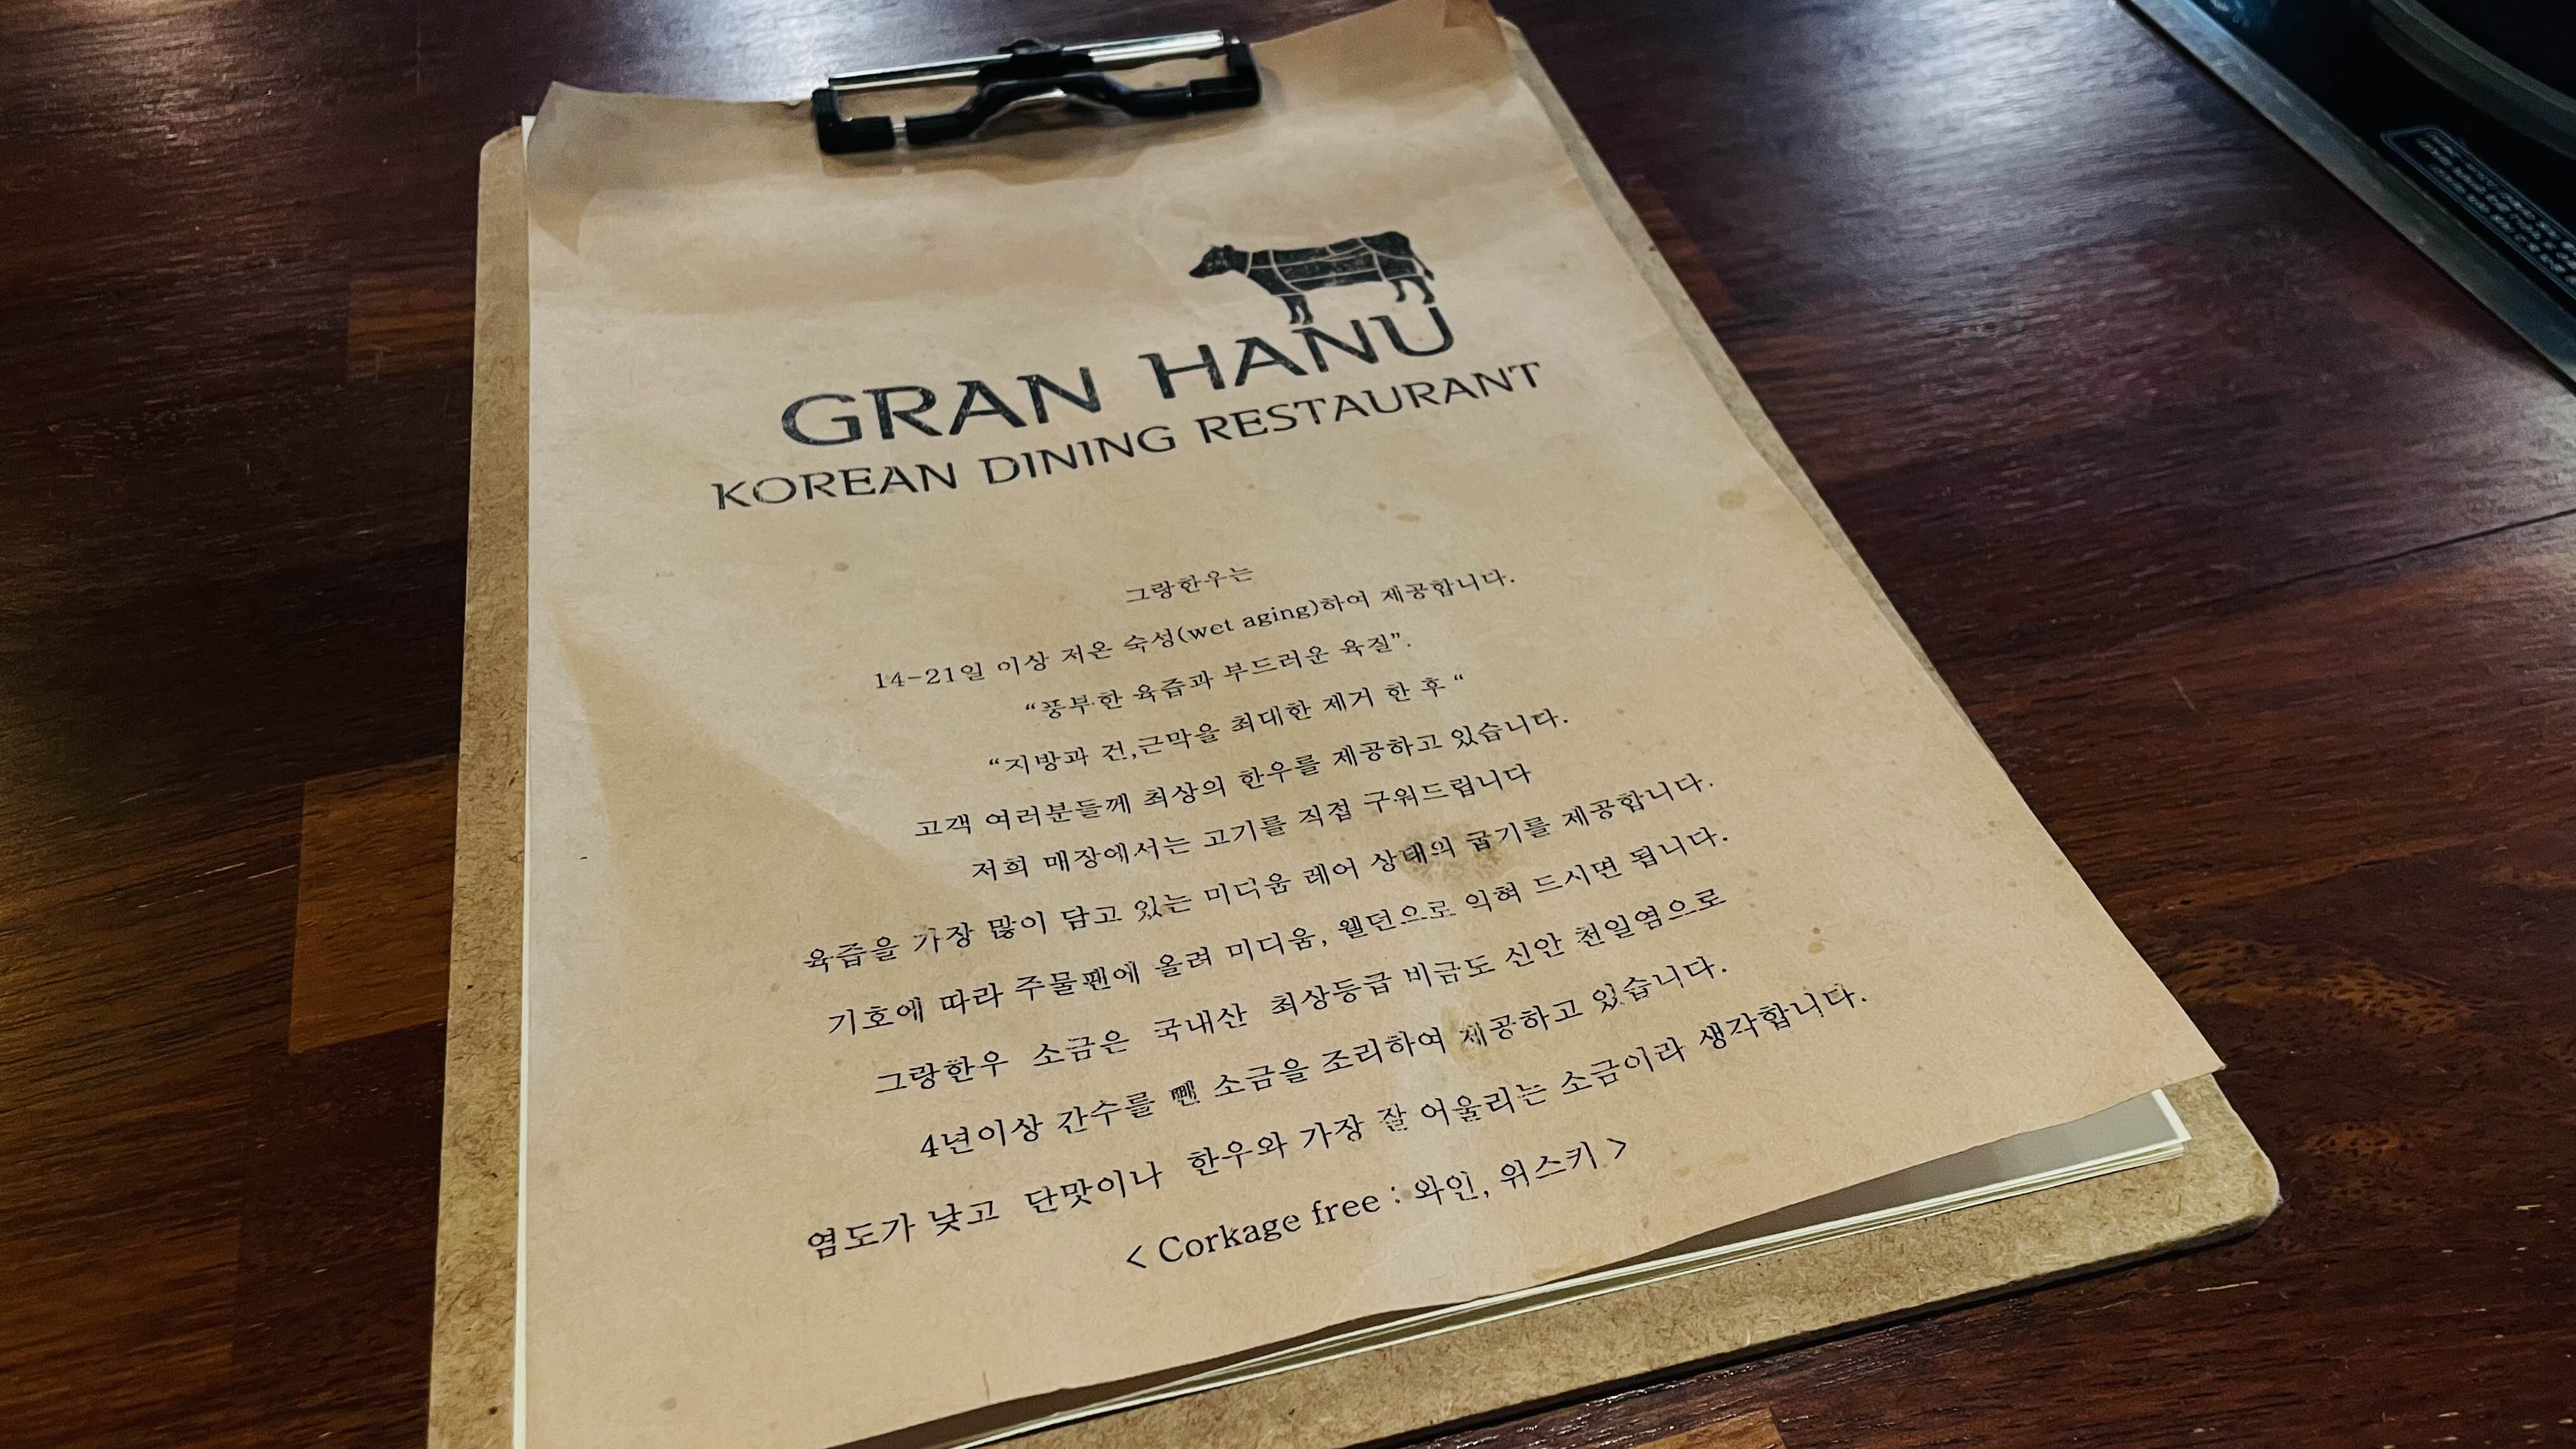 GRAN HANU
KOREAN DINING RESTAURANT
그랑한우는
14-21일 이상 저온 숙성(wet aging)하여 제공합니다.
“풍부한 육즙과 부드러운 육질”.
“지방과 건,근막을 최대한 제거 한 후 “
고객 여러분들께 최상의 한우를 제공하고 있습니다.
저희 매장에서는 고기를 직접 구워드립니다
육즙을 가장 많이 담고 있는 미디움 레어 상태의 굽기를 제공합니다.
기호에 따라 주물팬에 올려 미디움, 웰던으로 익혀 드시면 됩니다.
그랑한우 소금은 국내산 최상등급 비금도 신안 천일염으로
4년이상 간수를 뺀 소금을 조리하여 제공하고 있습니다.
염도가 낮고 단맛이나 한우와 가장 잘 어울리는 소금이라 생각합니다.
< Corkage free : 와인, 위스키 >